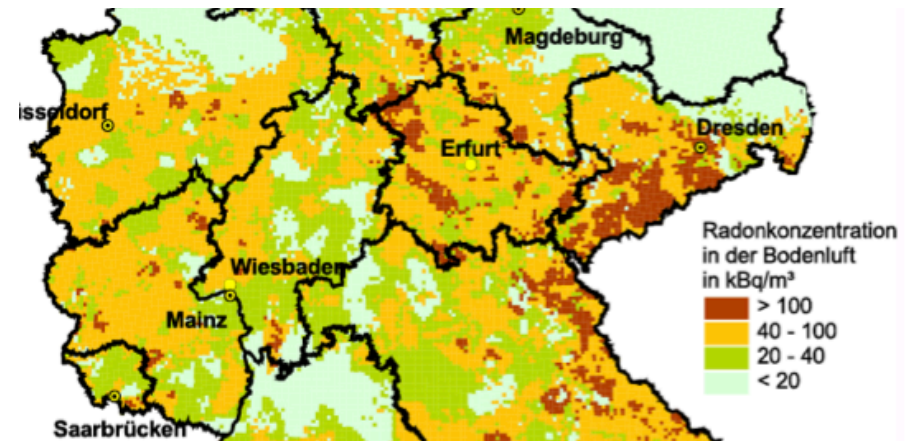 Magdeburg
isseldorf
Dresden
Erfurt
Wiesbaden
Mainz
Saarbrücken
Radonkonzentration
in der Bodenluft
in kBq/m³
> 100
40 - 100
20 - 40
< 20